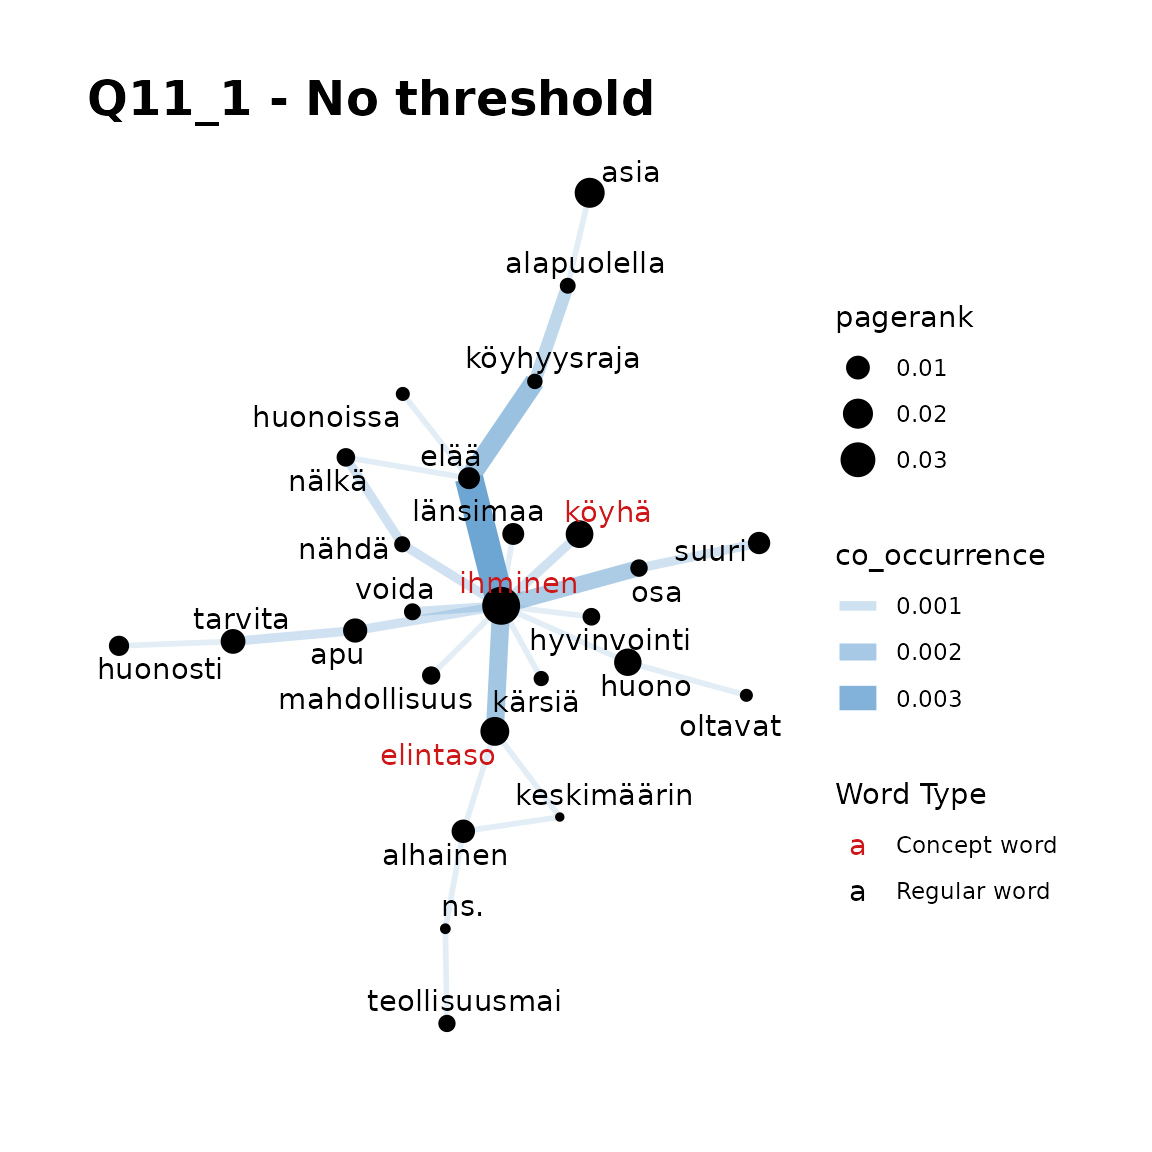 Q11_1 - No threshold
asia
alapuolella
köyhyysraja
huonoissa
elää
nälkä
länsimaa
köyhä
nähdä
suuri
ihminen
voida
osa
tarvita
hyvinvointi
apu
huonosti
huono
mahdollisuus
kärsiä
oltavat
elintaso
keskimäärin
alhainen
ns.
teollisuusmai
pagerank
0.01
0.02
0.03
co_occurrence
0.001
0.002
0.003
Word Type
a Concept word
a Regular word